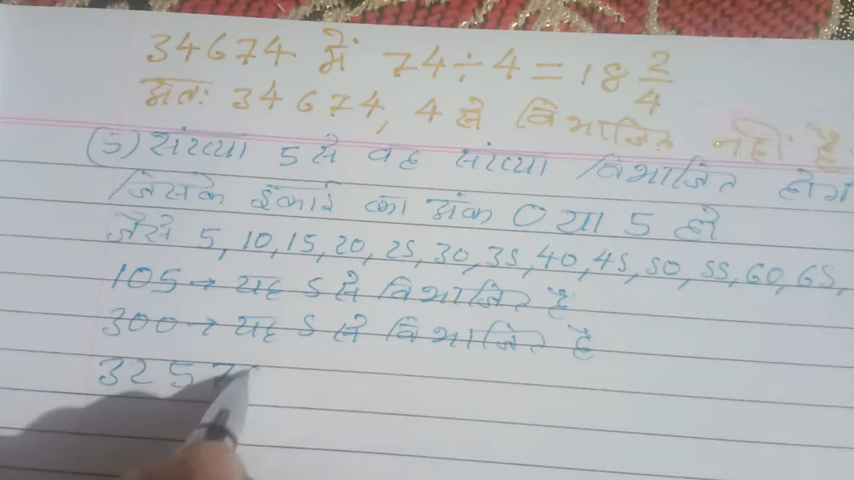 34674 में 74÷4=18 2/4
अतः 34674, 4 से विभाजित नहीं है
(5) संख्या 5 से वह संख्या विभाजित होगी
जिसके इकाई का अंक 0 या 5 हो
जैसे 5, 10, 15, 20, 25, 30, 35, 40, 45, 50, 55, 60, 65,
105 → यह 5 से विभाजित है
300 → यह 5 से विभाजित है
325